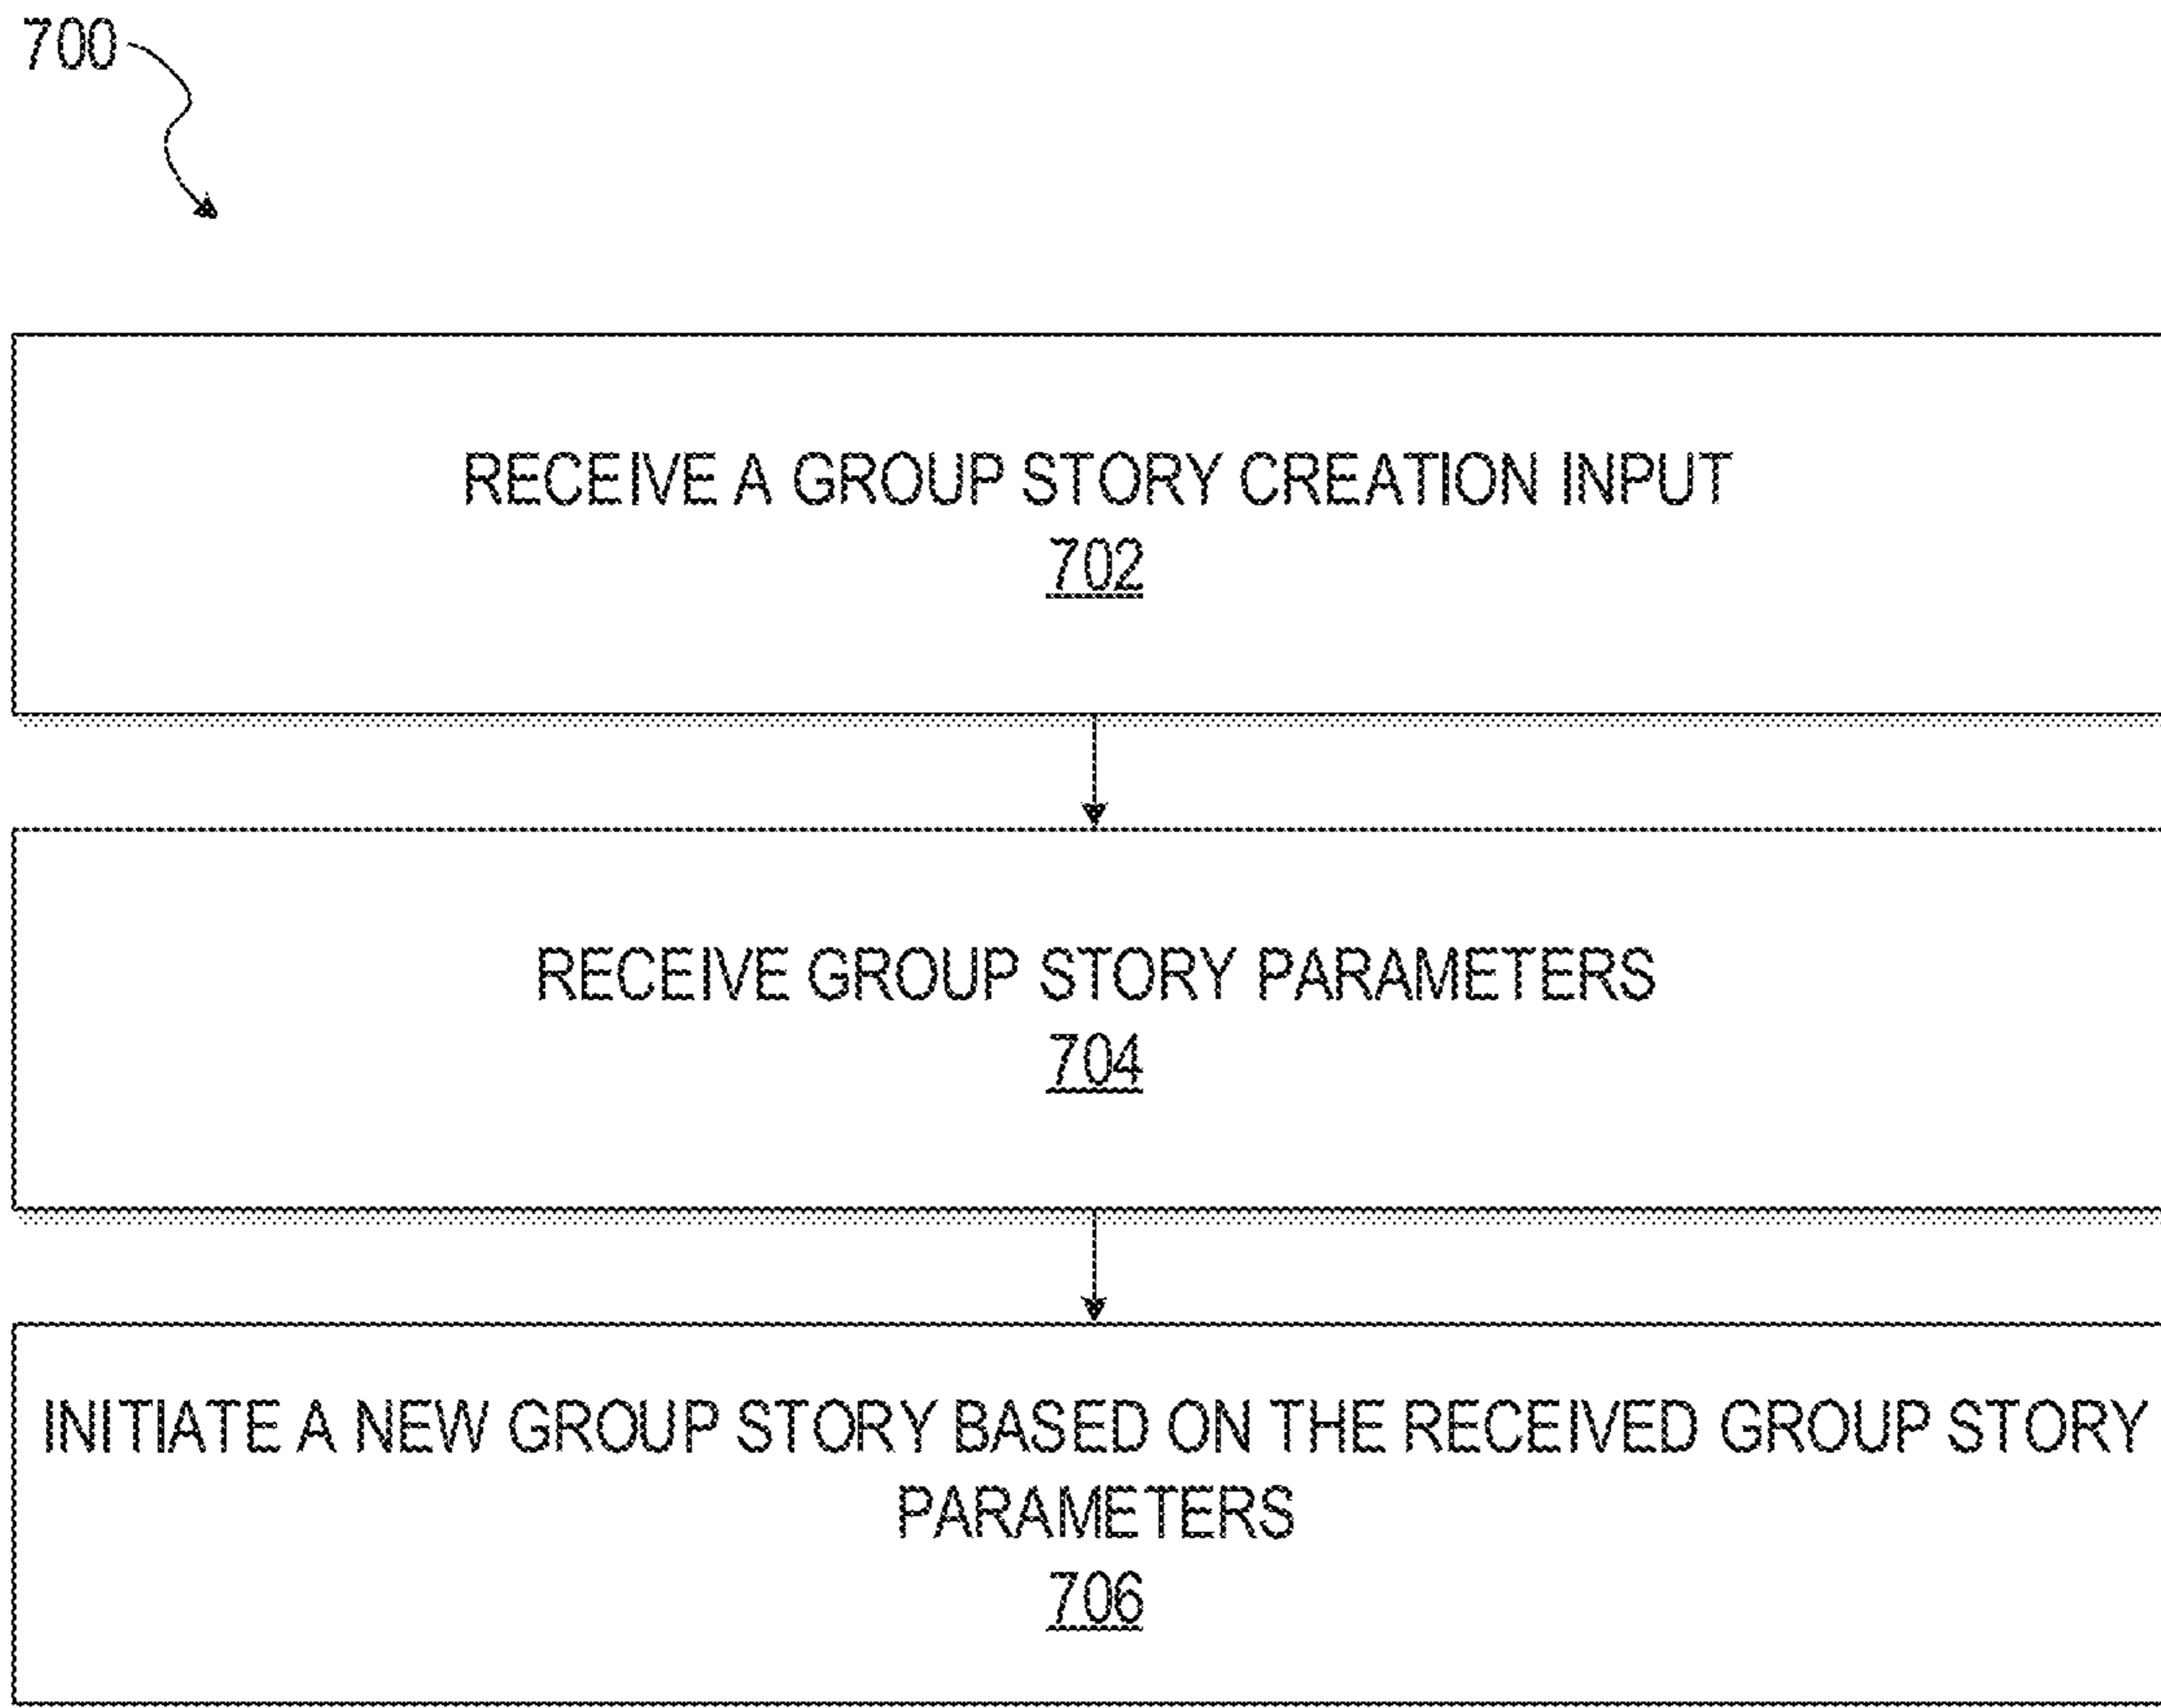 700
RECEIVE A GROUP STORY CREATION INPUT
702
RECEIVE GROUP STORY PARAMETERS
704
INITIATE A NEW GROUP STORY BASED ON THE RECEIVED GROUP STORY
PARAMETERS
706